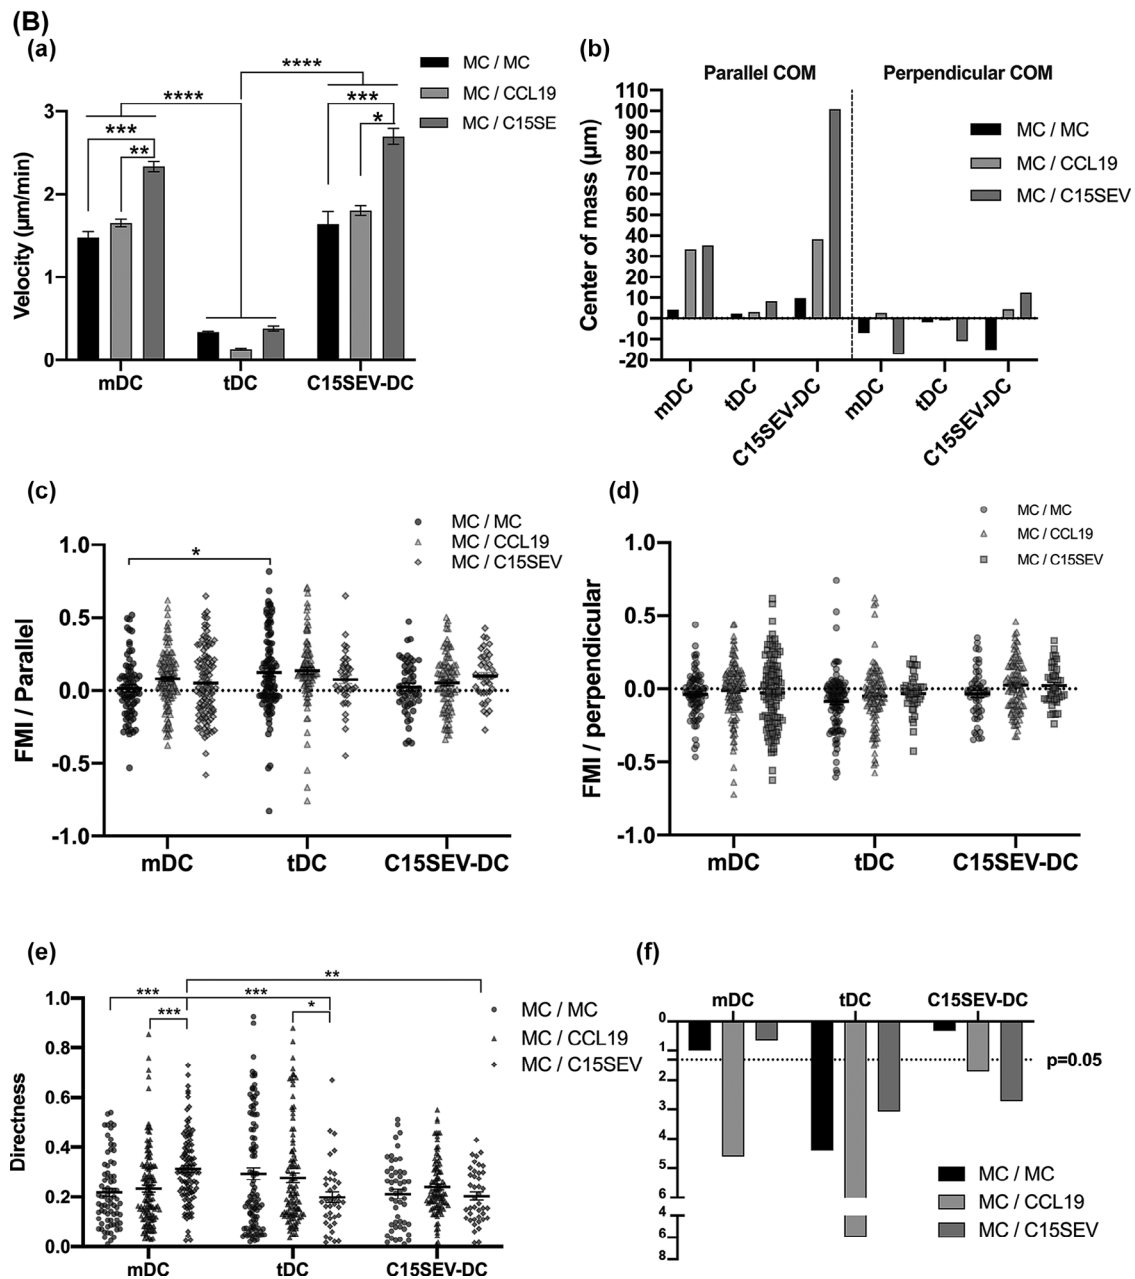 (B)
(a)
****
****
***
**
***
*
MC / MC
MC / CCL19
MC / C15SE
Velocity (µm/min)
3
2
1
0
mDC
tDC
C15SEV-DC
(b)
Parallel COM
Perpendicular COM
MC / MC
MC / CCL19
MC / C15SEV
Center of mass (µm)
110
100
90
80
70
60
50
40
30
20
10
0
-10
-20
mDC
tDC
C15SEV-DC
mDC
tDC
C15SEV-DC
(c)
MC / MC
MC / CCL19
MC / C15SEV
*
FMI / Parallel
1.0
0.5
0.0
-0.5
-1.0
mDC
tDC
C15SEV-DC
(d)
MC / MC
MC / CCL19
MC / C15SEV
FMI / perpendicular
1.0
0.5
0.0
-0.5
-1.0
mDC
tDC
C15SEV-DC
(e)
**
***
***
***
*
MC / MC
MC / CCL19
MC / C15SEV
Directness
1.0
0.8
0.6
0.4
0.2
0.0
mDC
tDC
C15SEV-DC
(f)
mDC
tDC
C15SEV-DC
0
1
2
3
4
5
6
4
6
8
p=0.05
MC / MC
MC / CCL19
MC / C15SEV